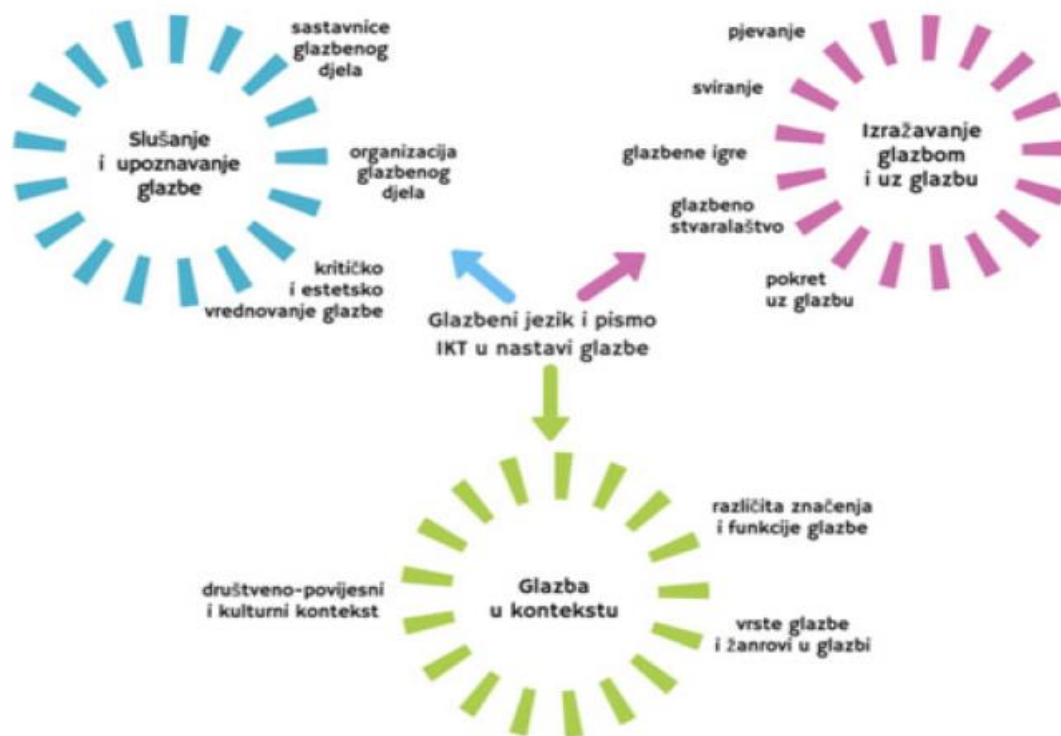 sastavnice
glazbenog
djela
Slušanje
i upoznavanje
glazbe
organizacija
glazbenog
djela
kritičko
i estetsko
vrednovanje glazbe
pjevanje
sviranje
glazbene igre
glazbeno
stvaralaštvo
pokret
uz glazbu
Izražavanje
glazbom
i uz glazbu
Glazbeni jezik i pismo
IKT u nastavi glazbe
različita značenja
i funkcije glazbe
društveno-povijesni
i kulturni kontekst
Glazba
u kontekstu
vrste glazbe
i žanrovi u glazbi